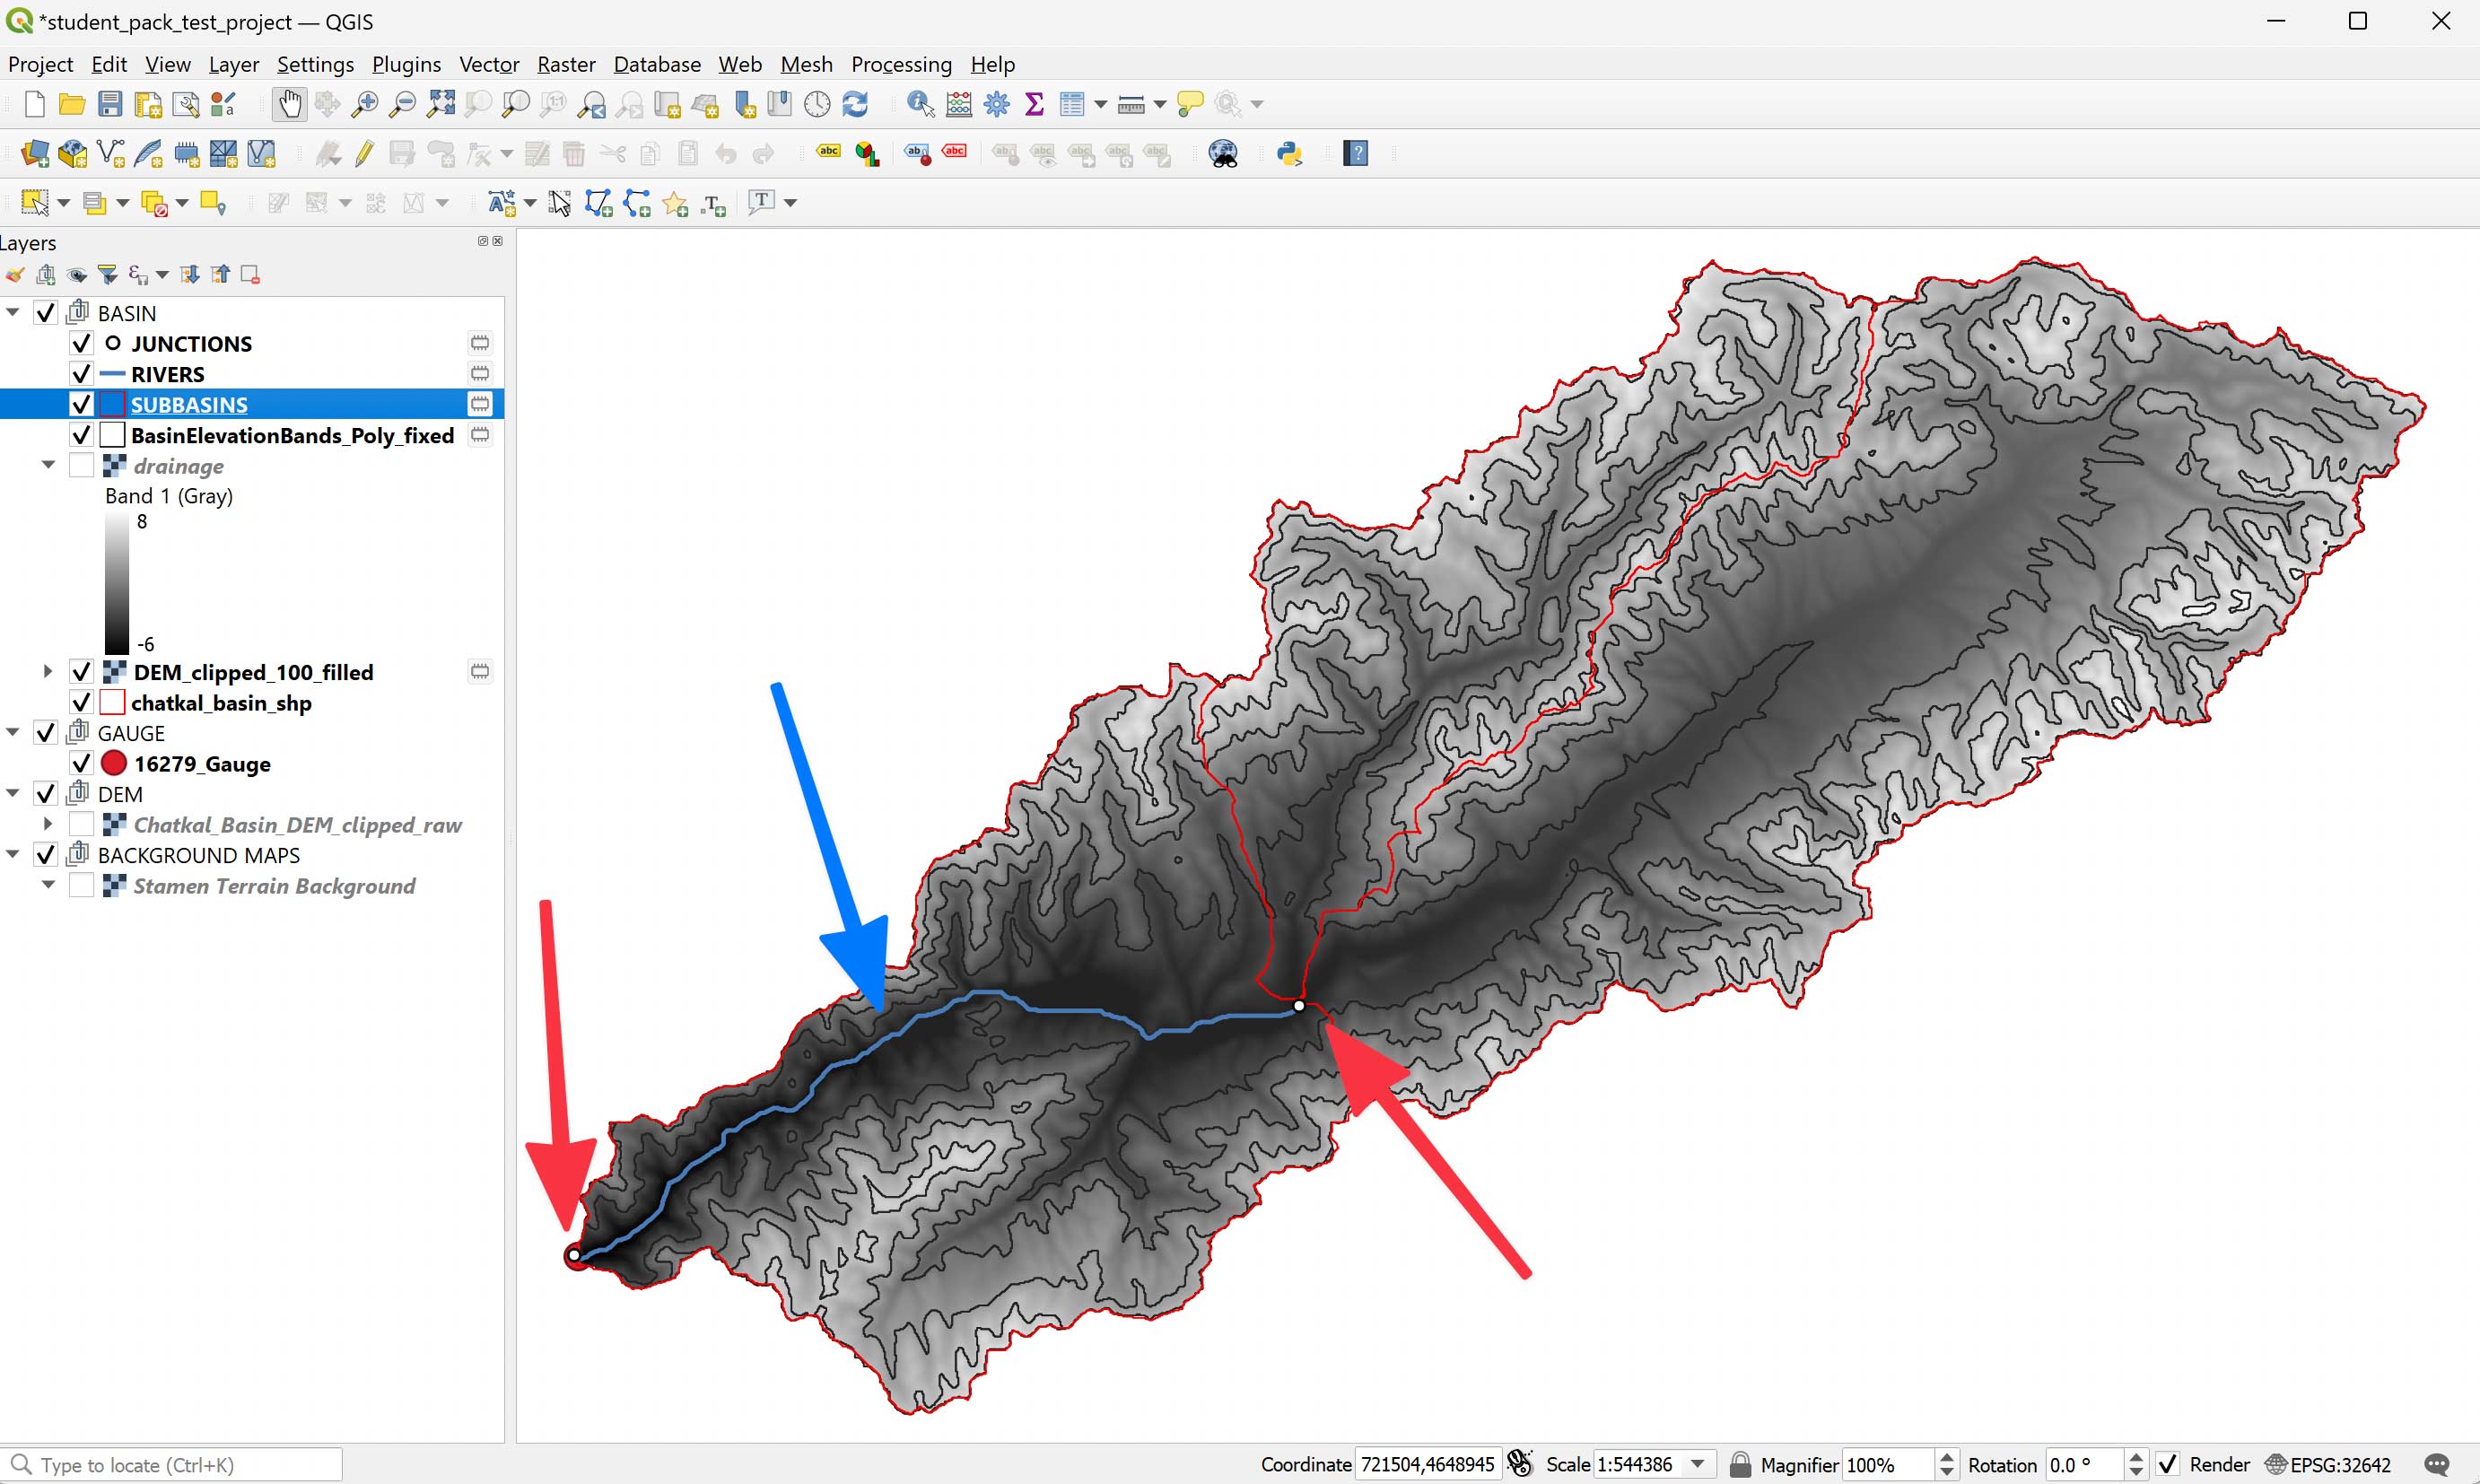 *student_pack_test_project — QGIS
Project Edit View Layer Settings Plugins Vector Raster Database Web Mesh Processing Help
Layers
BASIN
JUNCTIONS
RIVERS
SUBBASINS
BasinElevationBands_Poly_fixed
drainage
Band 1 (Gray)
8
-6
DEM_clipped_100_filled
chatkal_basin_shp
GAUGE
16279_Gauge
DEM
Chatkal_Basin_DEM_clipped_raw
BACKGROUND MAPS
Stamen Terrain Background
Type to locate (Ctrl+K)
Coordinate 721504,4648945 Scale 1:544386 Magnifier 100% Rotation 0.0 ° Render EPSG:32642